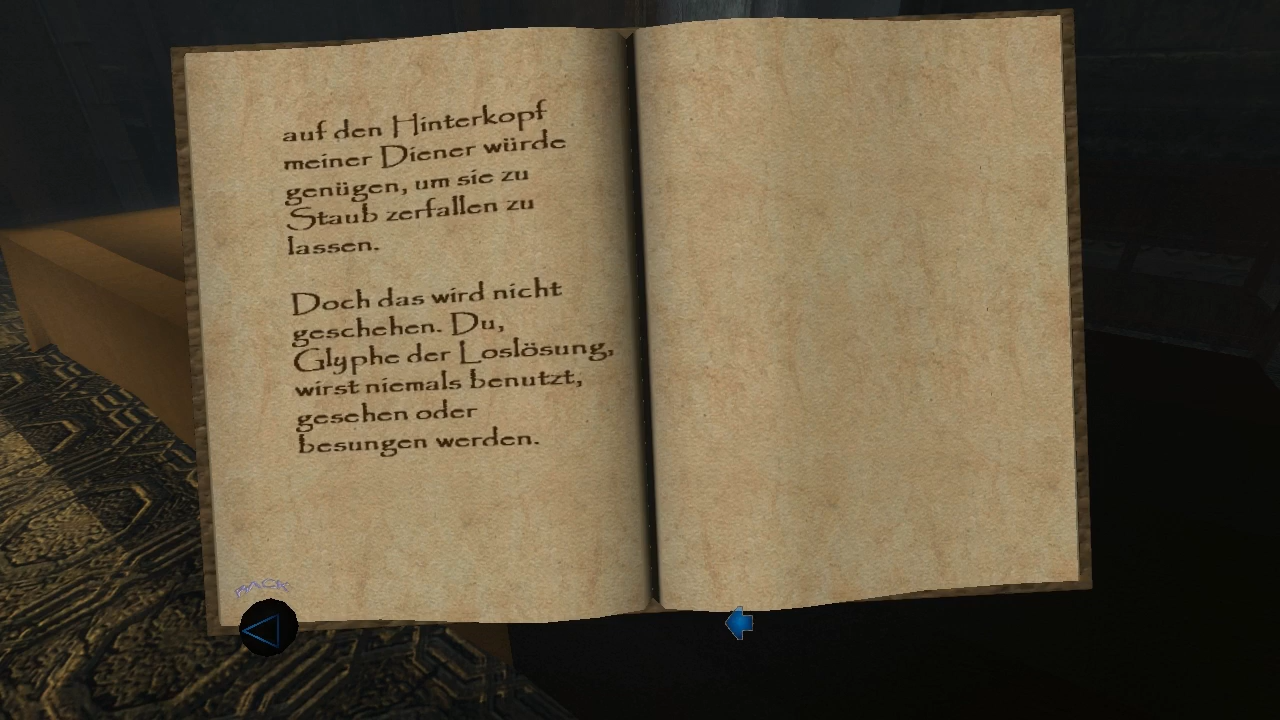 auf den Hinterkopf
meiner Diener würde
genügen, um sie zu
Staub zerfallen zu
lassen.
Doch das wird nicht
geschehen. Du,
Glyphe der Loslösung,
wirst niemals benutzt,
gesehen oder
besungen werden.
BACK